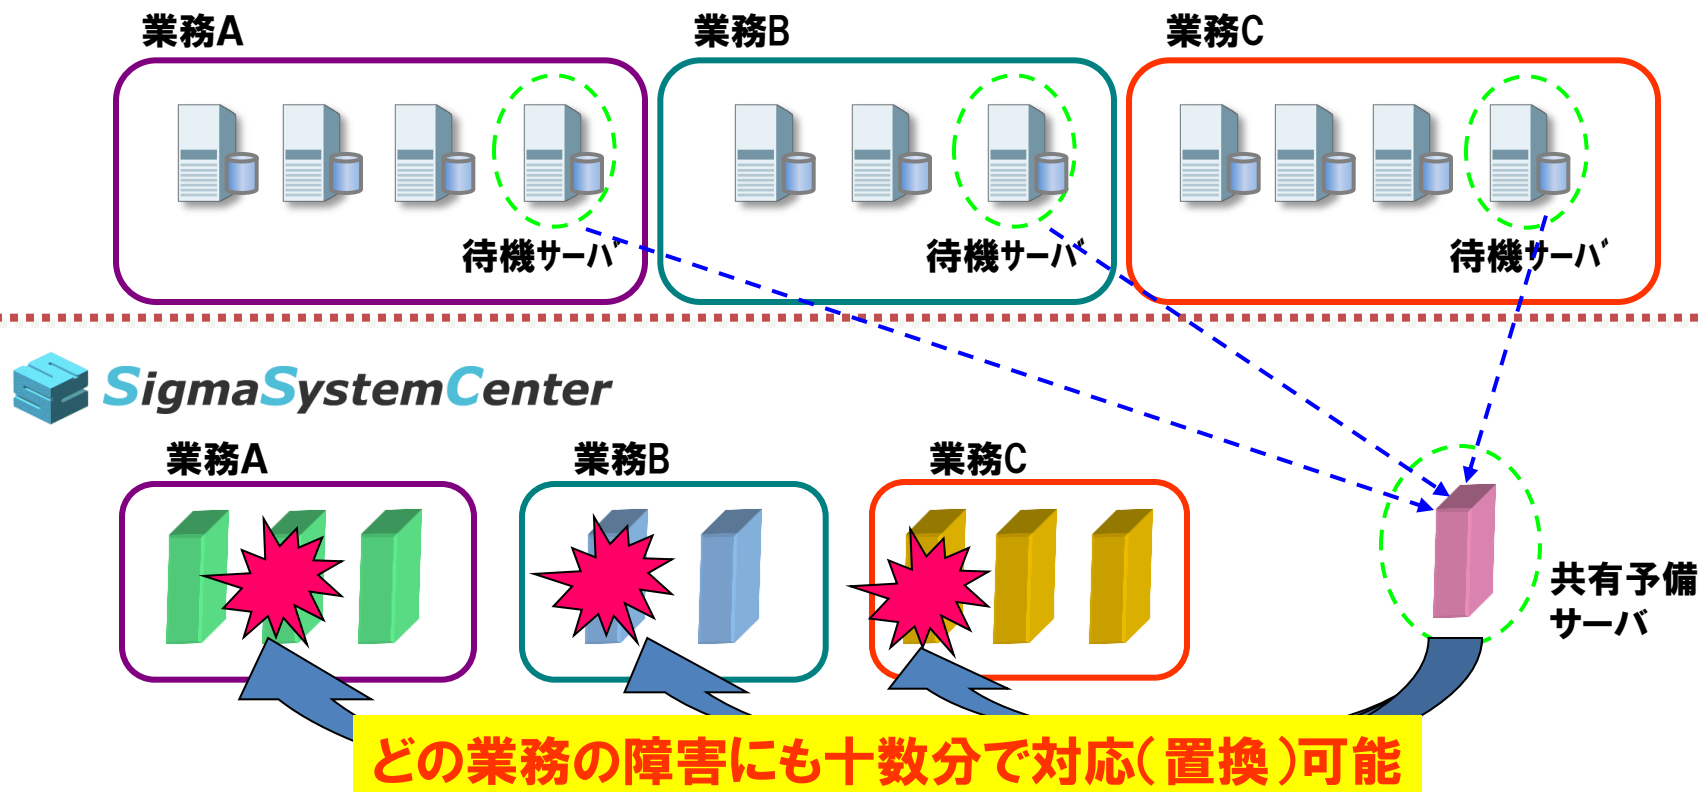 業務A
業務B
業務C
待機サーバ
待機サーバ
待機サーバ
SigmaSystemCenter
業務A
業務B
業務C
共有予備
サーバ
どの業務の障害にも十数分で対応（置換）可能